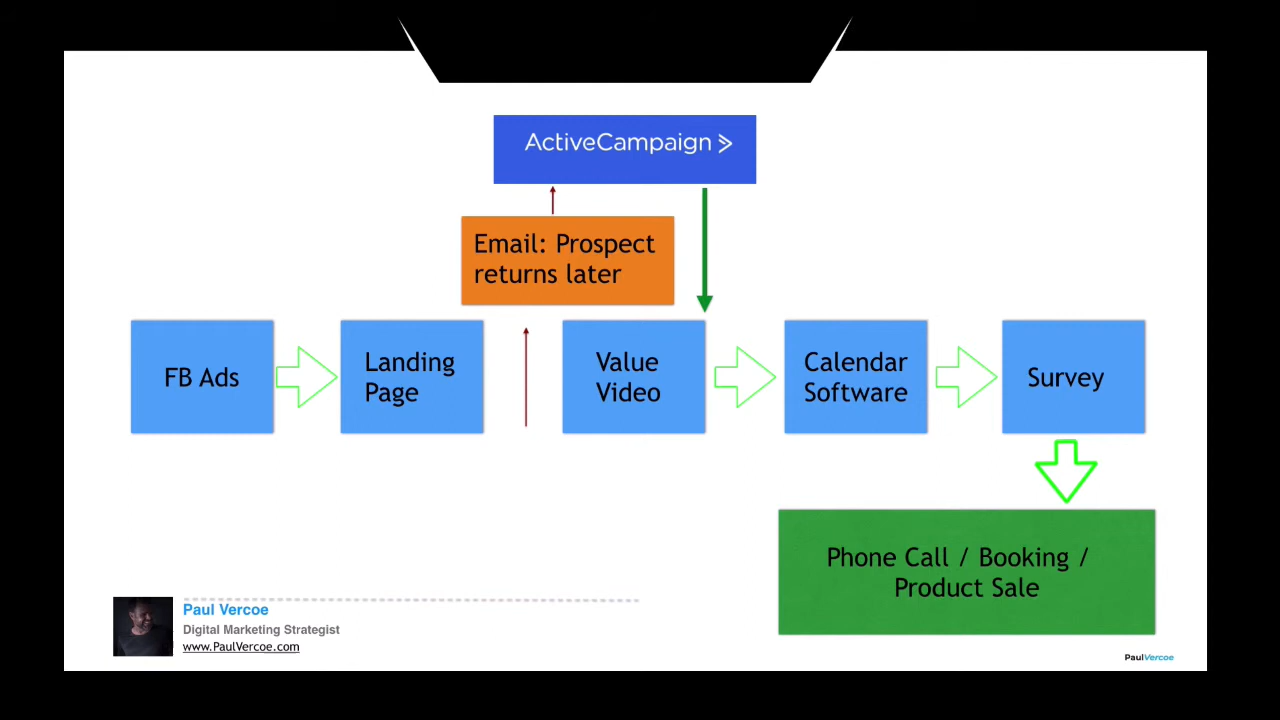 ActiveCampaign >
Email: Prospect
returns later
FB Ads
Landing
Page
Value
Video
Calendar
Software
Survey
Phone Call / Booking /
Product Sale
Paul Vercoe
Digital Marketing Strategist
www.PaulVercoe.com
PaulVercoe